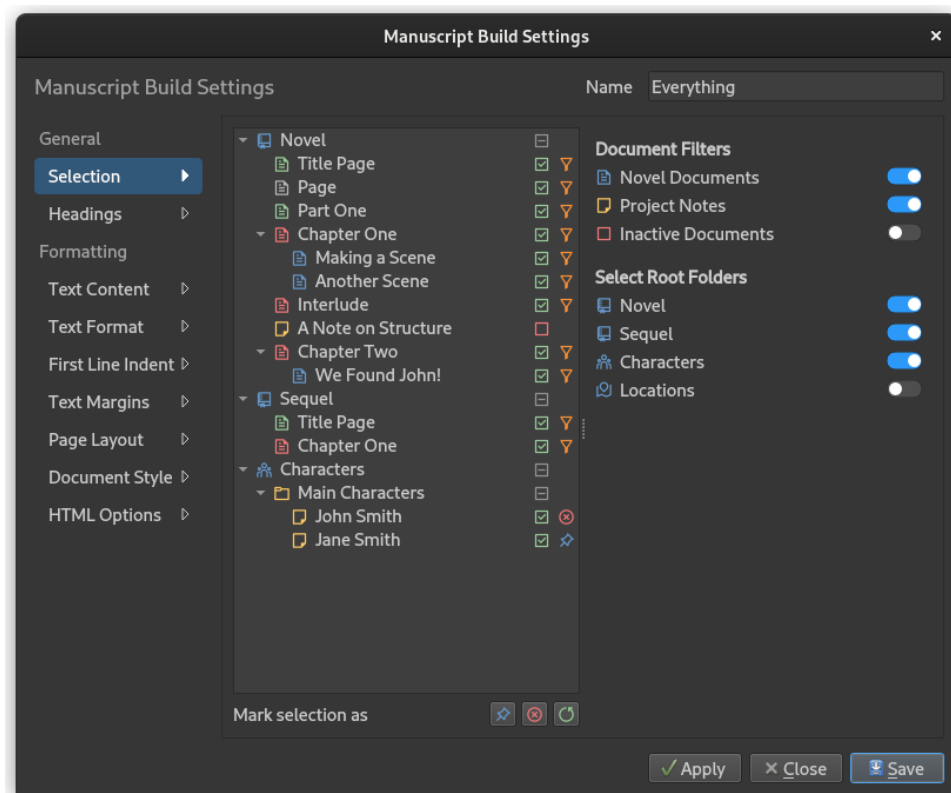 Manuscript Build Settings
Manuscript Build Settings
Name Everything
General
Selection
Headings
Formatting
Text Content
Text Format
First Line Indent
Text Margins
Page Layout
Document Style
HTML Options
Novel
Title Page
Page
Part One
Chapter One
Making a Scene
Another Scene
Interlude
A Note on Structure
Chapter Two
We Found John!
Sequel
Title Page
Chapter One
Characters
Main Characters
John Smith
Jane Smith
Mark selection as
Document Filters
Novel Documents
Project Notes
Inactive Documents
Select Root Folders
Novel
Sequel
Characters
Locations
Apply
Close
Save